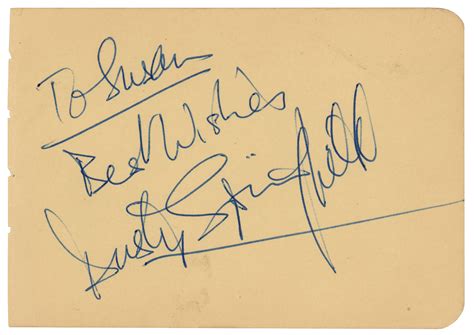 To Susan
Best Wishes
Dusty Springfield